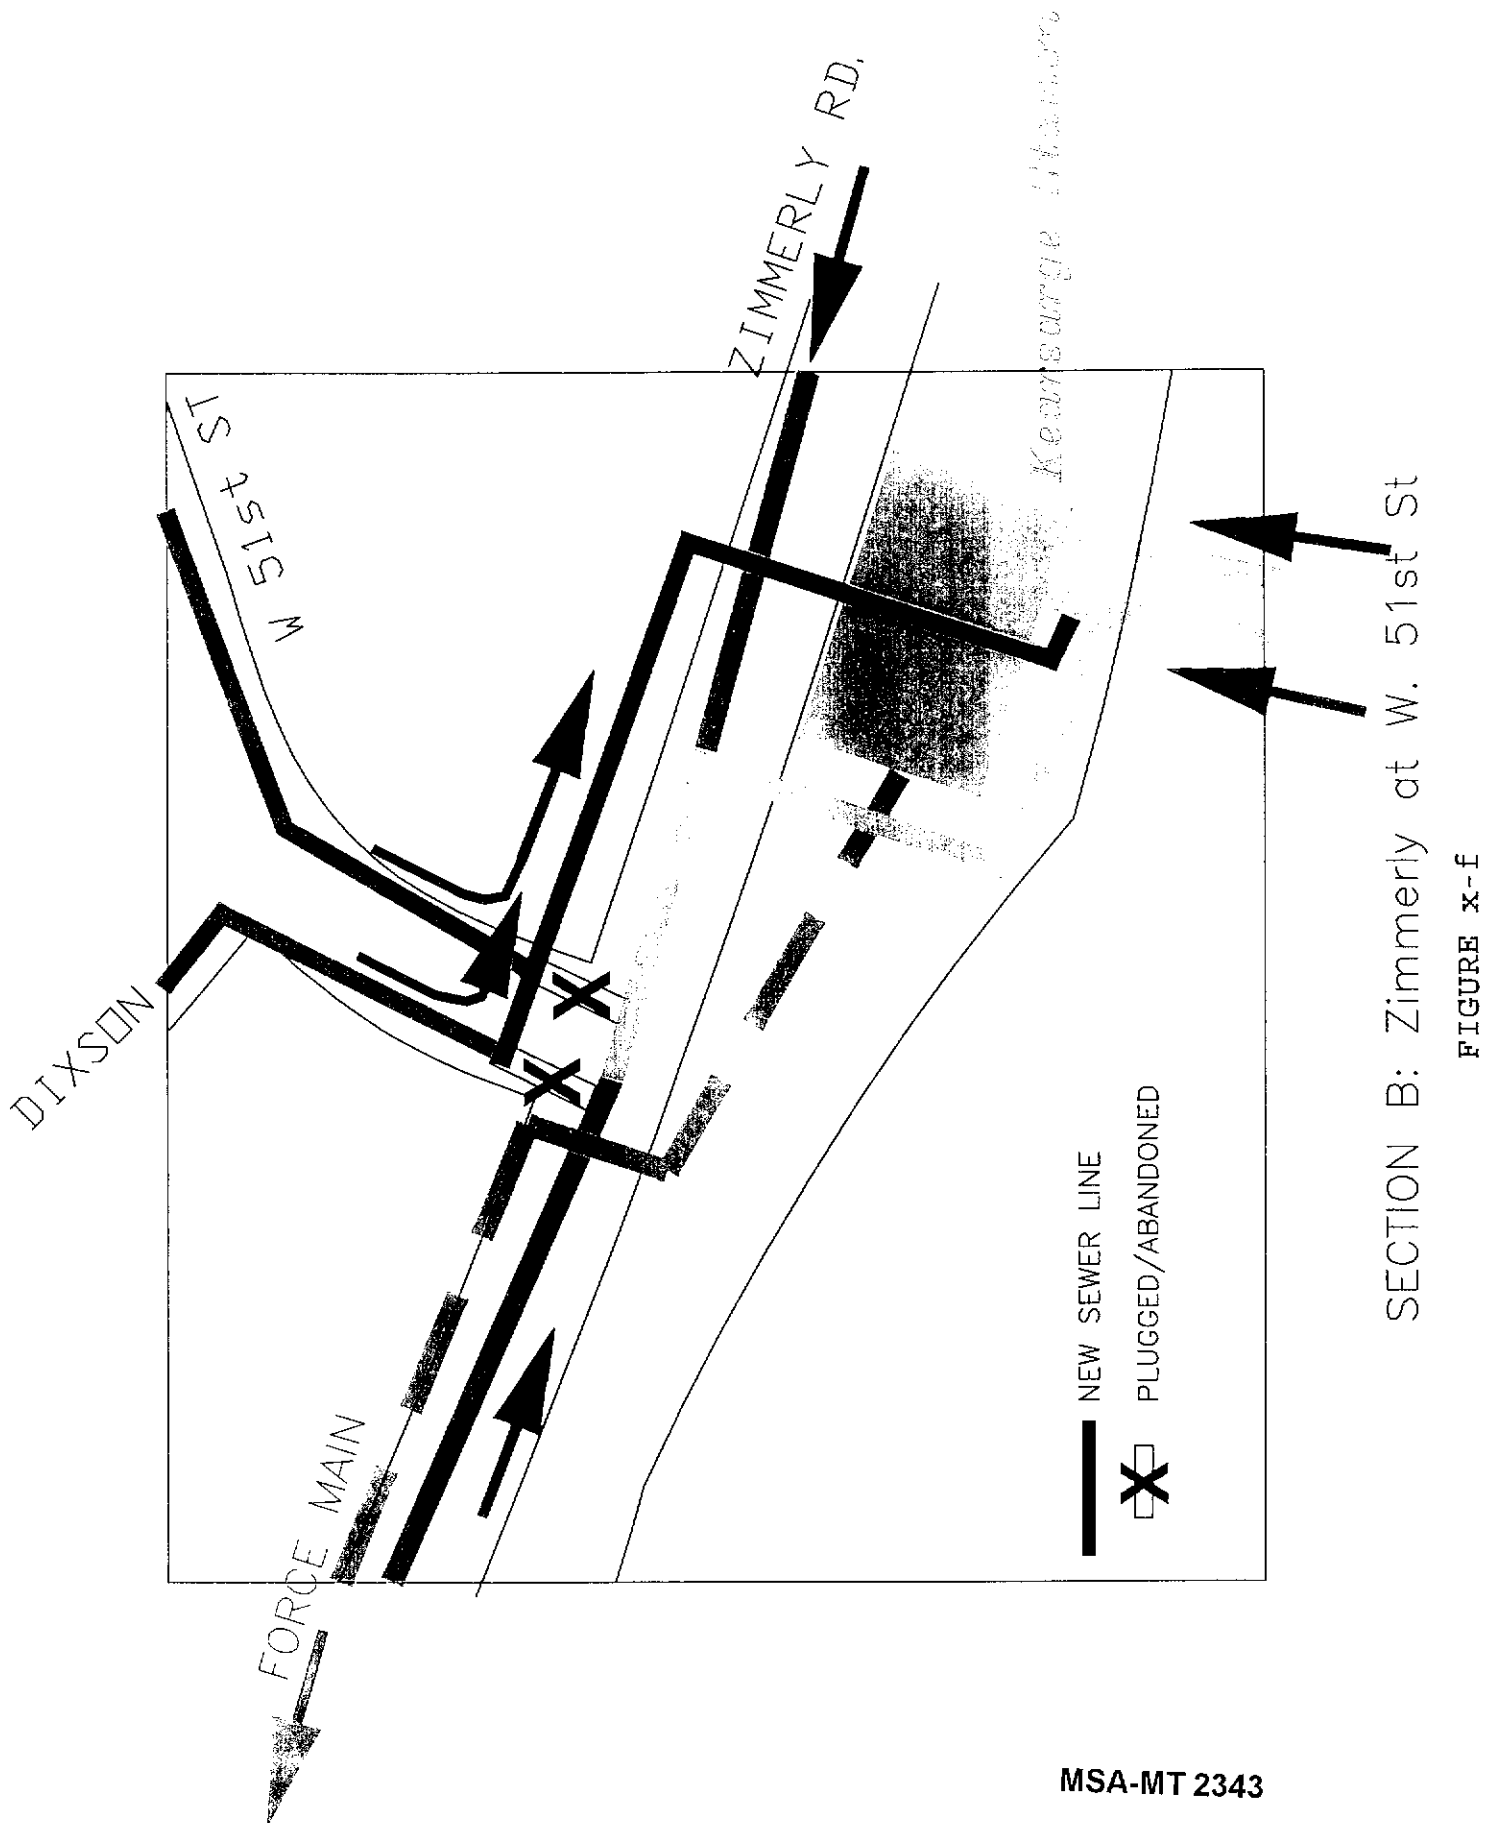 DIXSON
W 51st ST
ZIMMERLY RD.
Kearsarge
FORCE MAIN
NEW SEWER LINE
PLUGGED/ABANDONED
SECTION B: Zimmerly at W. 51st St
FIGURE x-f
MSA-MT 2343